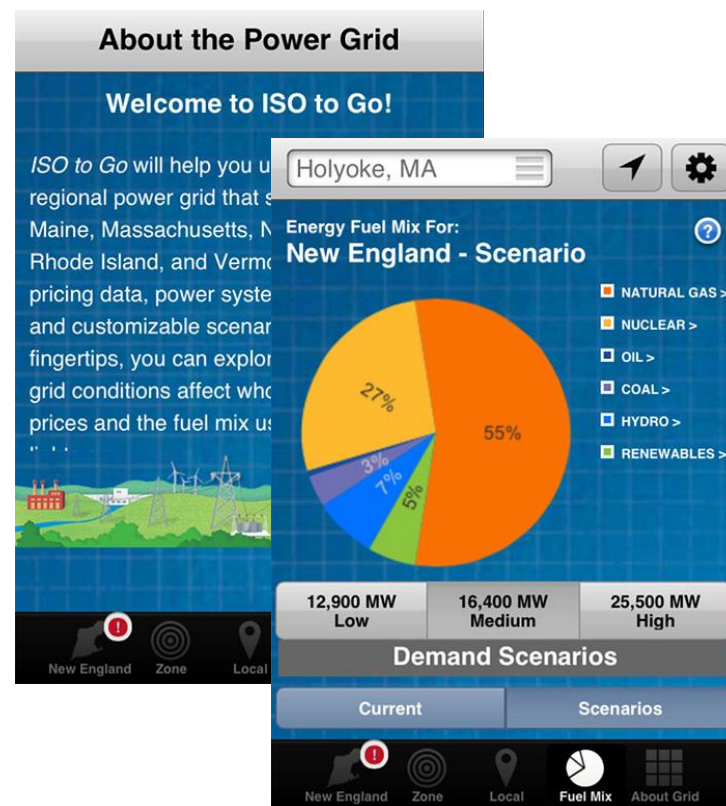 About the Power Grid
Welcome to ISO to Go!
ISO to Go will help you u
regional power grid that s
Maine, Massachusetts, N
Rhode Island, and Vermo
pricing data, power syste
and customizable scenar
fingertips, you can explor
grid conditions affect who
prices and the fuel mix us
New England
Zone
Local
Holyoke, MA
Energy Fuel Mix For:
New England - Scenario
NATURAL GAS >
NUCLEAR >
OIL >
COAL >
HYDRO >
RENEWABLES >
27%
55%
3%
7%
5%
12,900 MW
Low
16,400 MW
Medium
25,500 MW
High
Demand Scenarios
Current
Scenarios
New England
Zone
Local
Fuel Mix
About Grid